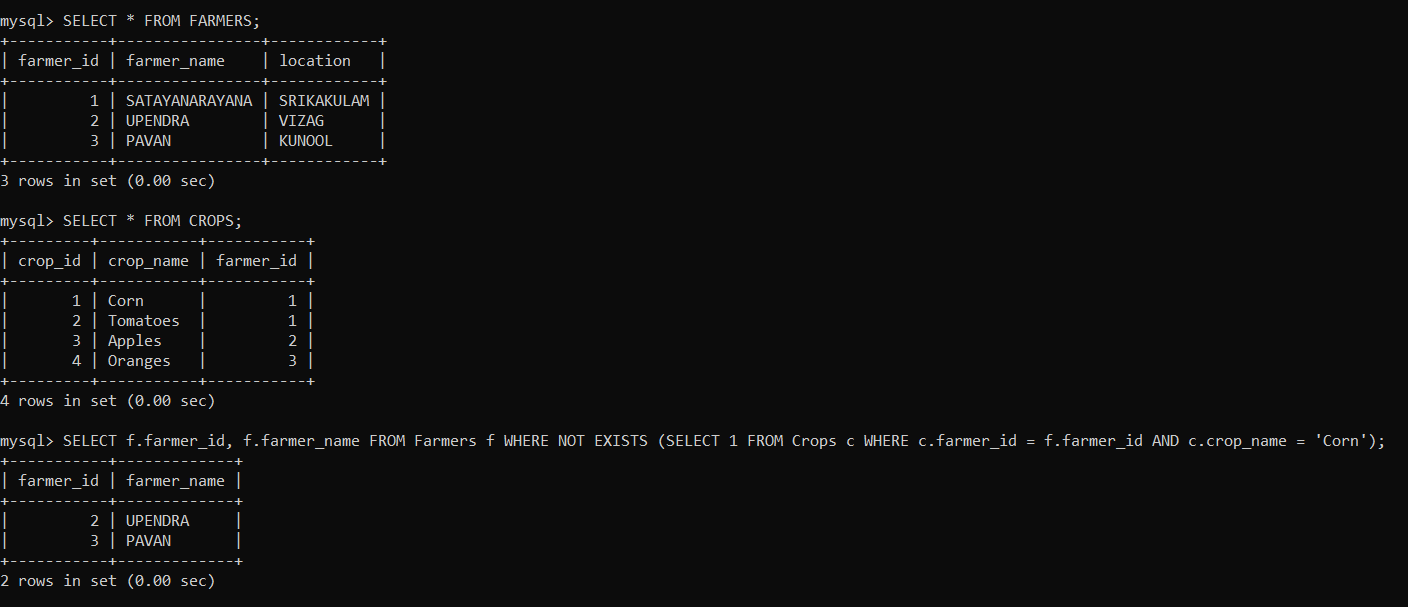 mysql> SELECT * FROM FARMERS;
+-----------+----------------+------------+
| farmer_id | farmer_name    | location   |
+-----------+----------------+------------+
|         1 | SATAYANARAYANA | SRIKAKULAM |
|         2 | UPENDRA        | VIZAG      |
|         3 | PAVAN          | KUNOOL     |
+-----------+----------------+------------+
3 rows in set (0.00 sec)
mysql> SELECT * FROM CROPS;
+---------+-----------+-----------+
| crop_id | crop_name | farmer_id |
+---------+-----------+-----------+
|       1 | Corn      |         1 |
|       2 | Tomatoes  |         1 |
|       3 | Apples    |         2 |
|       4 | Oranges   |         3 |
+---------+-----------+-----------+
4 rows in set (0.00 sec)
mysql> SELECT f.farmer_id, f.farmer_name FROM Farmers f WHERE NOT EXISTS (SELECT 1 FROM Crops c WHERE c.farmer_id = f.farmer_id AND c.crop_name = 'Corn');
+-----------+-------------+
| farmer_id | farmer_name |
+-----------+-------------+
|         2 | UPENDRA     |
|         3 | PAVAN       |
+-----------+-------------+
2 rows in set (0.00 sec)